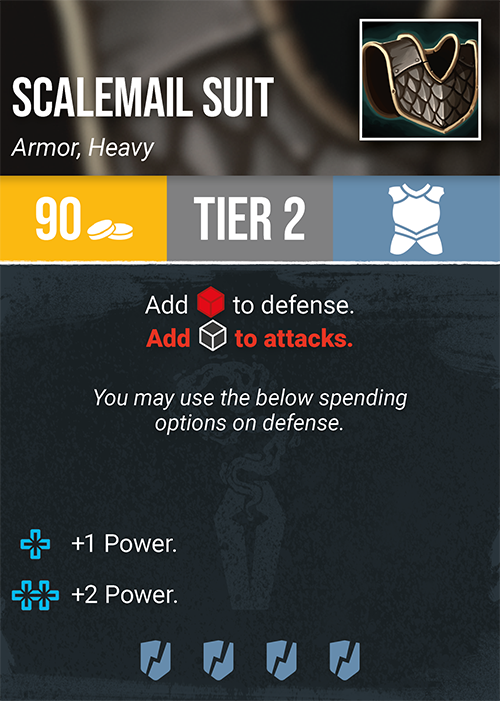 SCALEMAIL SUIT
Armor, Heavy
90
TIER 2
Add to defense.
Add to attacks.
You may use the below spending
options on defense.
+1 Power.
+2 Power.